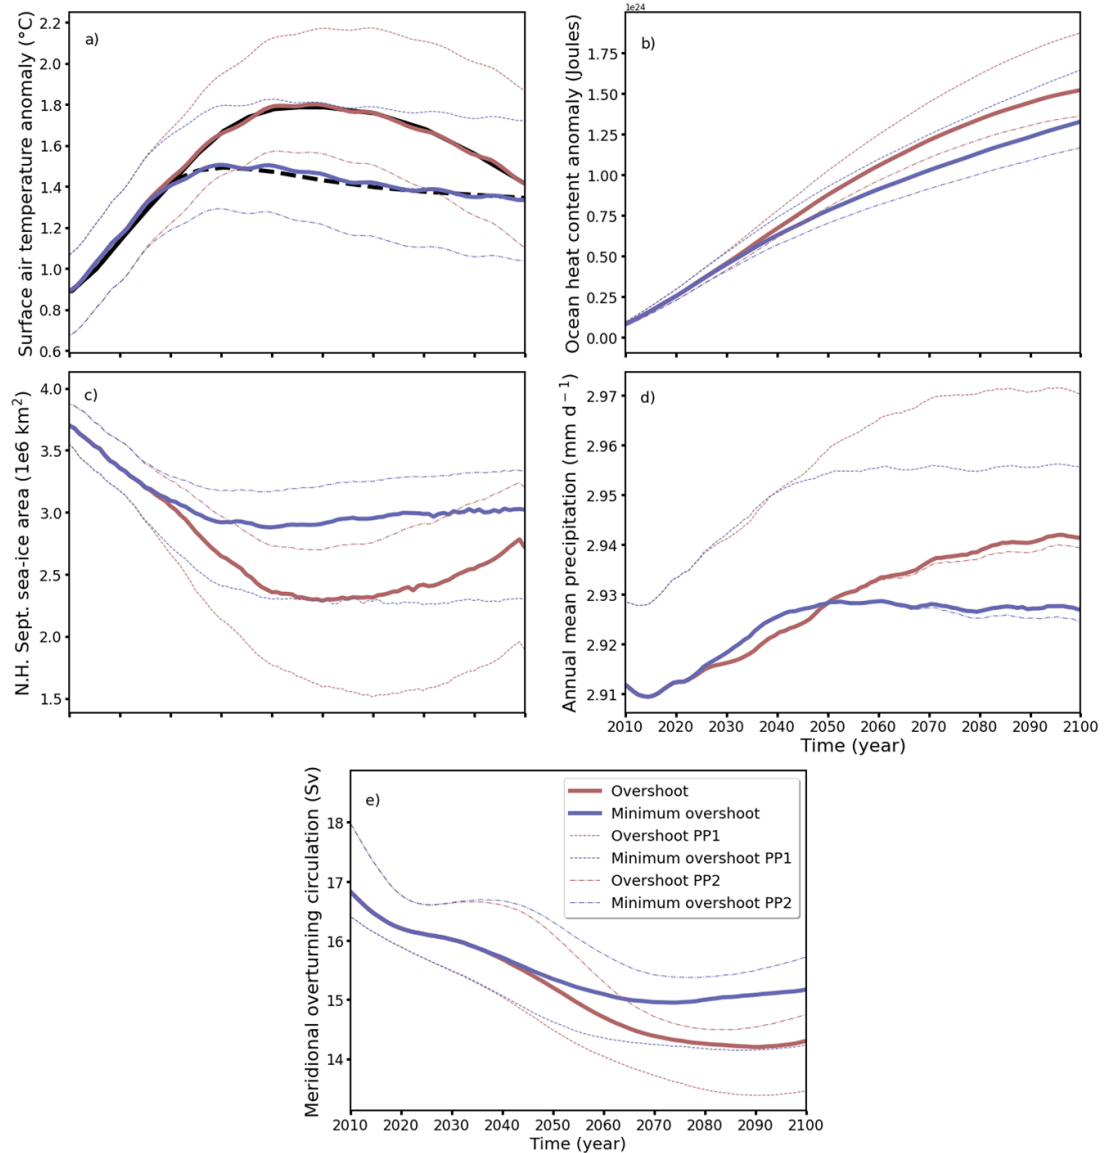 Surface air temperature anomaly (°C)
a)
2.2
2.0
1.8
1.6
1.4
1.2
1.0
0.8
0.6
Ocean heat content anomaly (Joules)
1e24
b)
1.75
1.50
1.25
1.00
0.75
0.50
0.25
0.00
N.H. Sept. sea-ice area (1e6 km²)
c)
4.0
3.5
3.0
2.5
2.0
1.5
Annual mean precipitation (mm d⁻¹)
d)
2.97
2.96
2.95
2.94
2.93
2.92
2.91
2010 2020 2030 2040 2050 2060 2070 2080 2090 2100
Time (year)
Meridional overturning circulation (Sv)
e)
18
17
16
15
14
Overshoot
Minimum overshoot
Overshoot PP1
Minimum overshoot PP1
Overshoot PP2
Minimum overshoot PP2
2010 2020 2030 2040 2050 2060 2070 2080 2090 2100
Time (year)